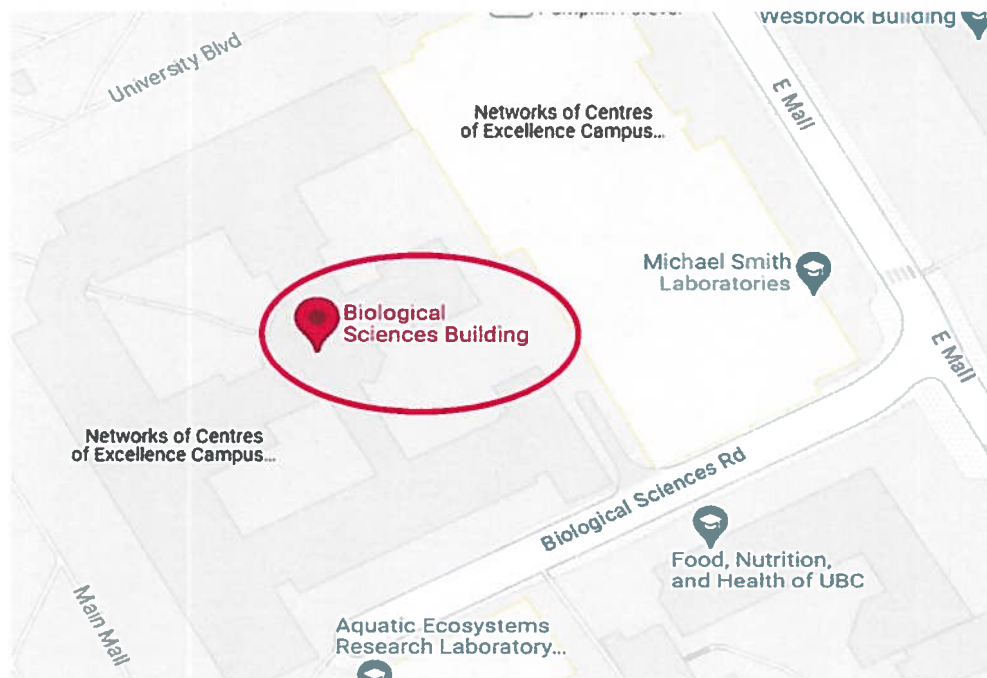 Wesbrook Building
University Blvd
E Mall
Networks of Centres
of Excellence Campus...
Michael Smith
Laboratories
Biological
Sciences Building
E Mall
Networks of Centres
of Excellence Campus...
Biological Sciences Rd
Food, Nutrition,
and Health of UBC
Main Mall
Aquatic Ecosystems
Research Laboratory...